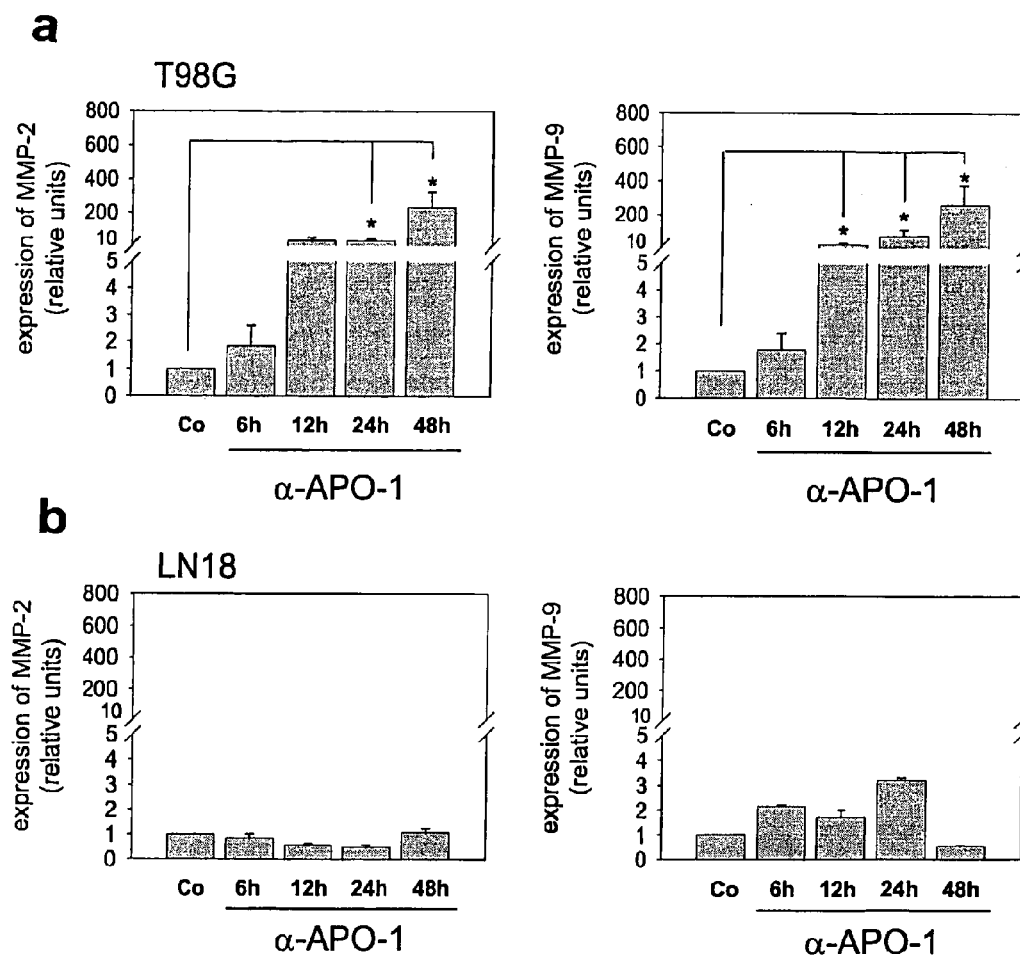 a
T98G
expression of MMP-2
(relative units)
800
600
400
200
10
5
4
3
2
1
0
*
*
Co 6h 12h 24h 48h
α-APO-1
expression of MMP-9
(relative units)
800
600
400
200
10
5
4
3
2
1
0
*
*
*
Co 6h 12h 24h 48h
α-APO-1
b
LN18
expression of MMP-2
(relative units)
800
600
400
200
10
5
4
3
2
1
0
Co 6h 12h 24h 48h
α-APO-1
expression of MMP-9
(relative units)
800
600
400
200
10
5
4
3
2
1
0
Co 6h 12h 24h 48h
α-APO-1